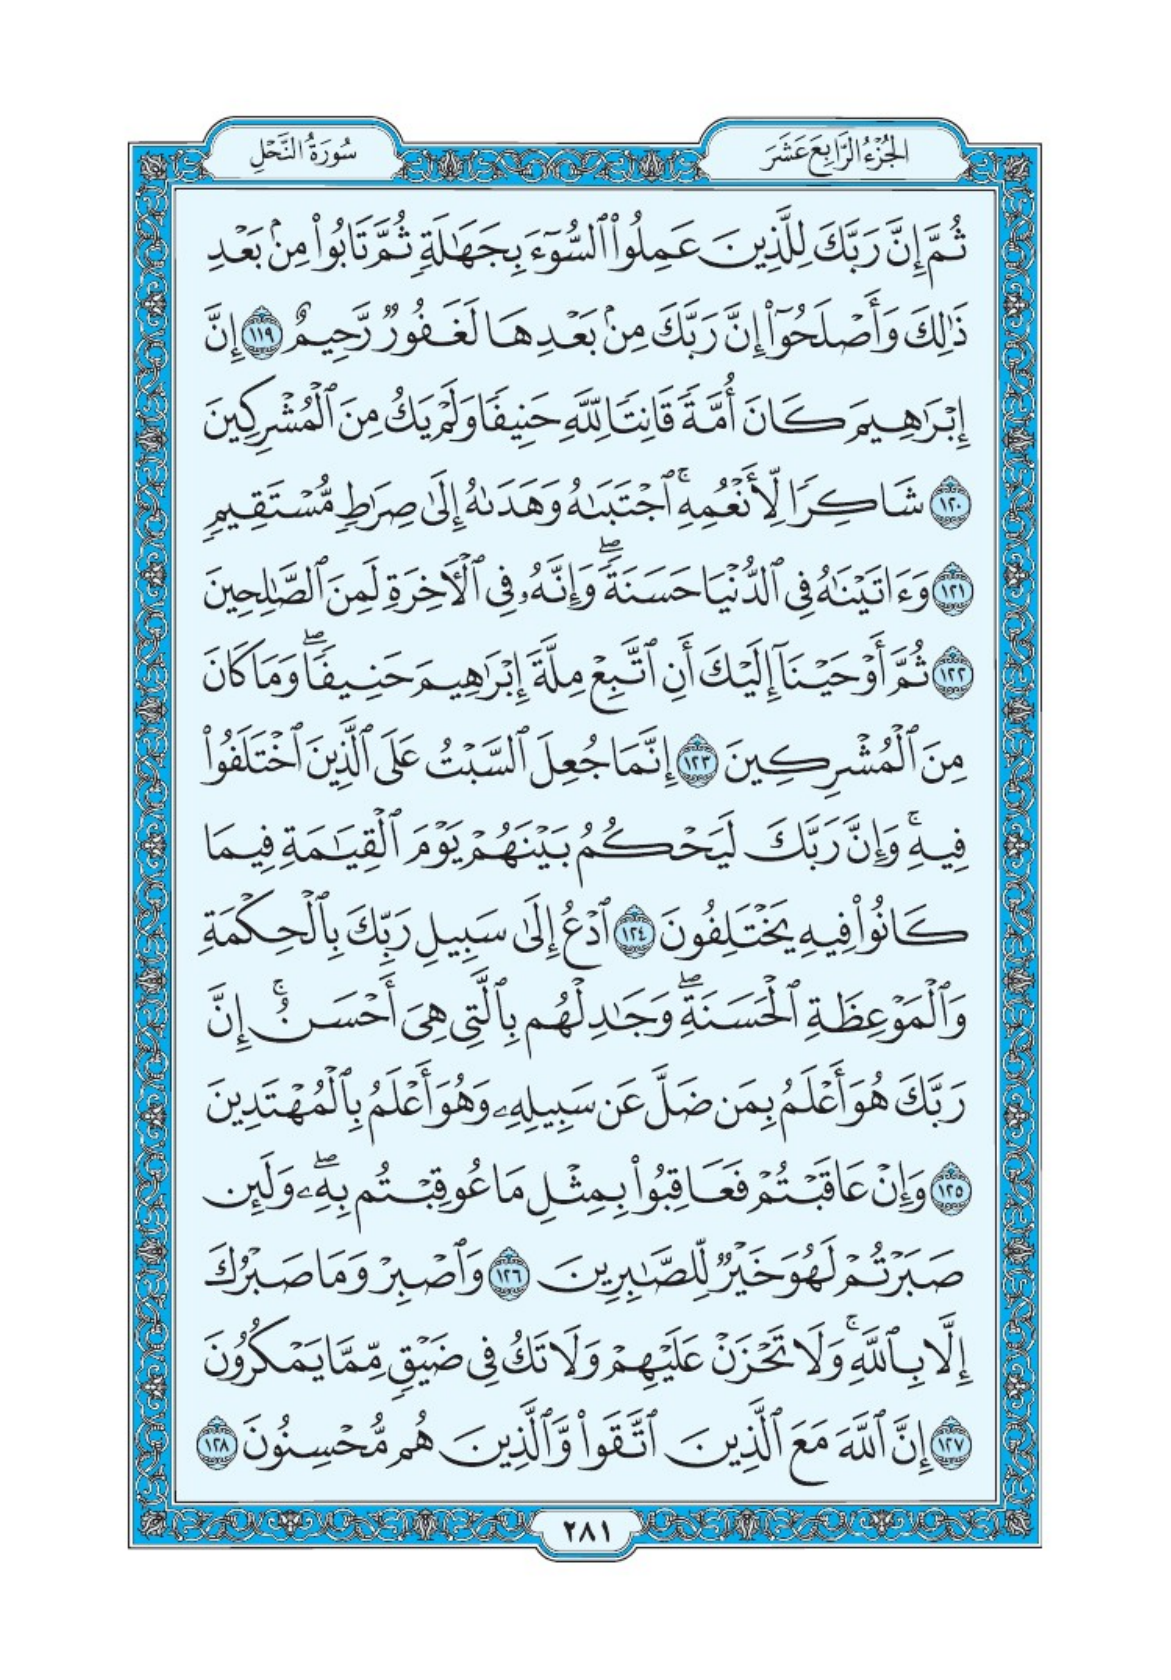 الجُزْءُ الرَّابِعَ عَشَرَ
سُورَةُ النَّحْلِ
ثُمَّ إِنَّ رَبَّكَ لِلَّذِينَ عَمِلُوا۟ ٱلسُّوٓءَ بِجَهَٰلَةٍ ثُمَّ تَابُوا۟ مِنۢ بَعْدِ
ذَٰلِكَ وَأَصْلَحُوٓا۟ إِنَّ رَبَّكَ مِنۢ بَعْدِهَا لَغَفُورٌ رَّحِيمٌ ١١٩ إِنَّ
إِبْرَٰهِيمَ كَانَ أُمَّةً قَانِتًا لِّلَّهِ حَنِيفًا وَلَمْ يَكُ مِنَ ٱلْمُشْرِكِينَ
١٢٠ شَاكِرًا لِّأَنْعُمِهِ ۚ ٱجْتَبَىٰهُ وَهَدَىٰهُ إِلَىٰ صِرَٰطٍ مُّسْتَقِيمٍ
١٢١ وَءَاتَيْنَٰهُ فِى ٱلدُّنْيَا حَسَنَةً ۖ وَإِنَّهُۥ فِى ٱلْءَاخِرَةِ لَمِنَ ٱلصَّٰلِحِينَ
١٢٢ ثُمَّ أَوْحَيْنَآ إِلَيْكَ أَنِ ٱتَّبِعْ مِلَّةَ إِبْرَٰهِيمَ حَنِيفًا ۖ وَمَا كَانَ
مِنَ ٱلْمُشْرِكِينَ ١٢٣ إِنَّمَا جُعِلَ ٱلسَّبْتُ عَلَى ٱلَّذِينَ ٱخْتَلَفُوا۟
فِيهِ ۚ وَإِنَّ رَبَّكَ لَيَحْكُمُ بَيْنَهُمْ يَوْمَ ٱلْقِيَٰمَةِ فِيمَا
كَانُوا۟ فِيهِ يَخْتَلِفُونَ ١٢٤ ٱدْعُ إِلَىٰ سَبِيلِ رَبِّكَ بِٱلْحِكْمَةِ
وَٱلْمَوْعِظَةِ ٱلْحَسَنَةِ ۖ وَجَٰدِلْهُم بِٱلَّتِى هِىَ أَحْسَنُ ۚ إِنَّ
رَبَّكَ هُوَ أَعْلَمُ بِمَن ضَلَّ عَن سَبِيلِهِۦ وَهُوَ أَعْلَمُ بِٱلْمُهْتَدِينَ
١٢٥ وَإِنْ عَاقَبْتُمْ فَعَاقِبُوا۟ بِمِثْلِ مَا عُوقِبْتُم بِهِۦ ۖ وَلَئِن
صَبَرْتُمْ لَهُوَ خَيْرٌ لِّلصَّٰبِرِينَ ١٢٦ وَٱصْبِرْ وَمَا صَبْرُكَ
إِلَّا بِٱللَّهِ ۚ وَلَا تَحْزَنْ عَلَيْهِمْ وَلَا تَكُ فِى ضَيْقٍ مِّمَّا يَمْكُرُونَ
١٢٧ إِنَّ ٱللَّهَ مَعَ ٱلَّذِينَ ٱتَّقَوا۟ وَّٱلَّذِينَ هُم مُّحْسِنُونَ ١٢٨
٢٨١